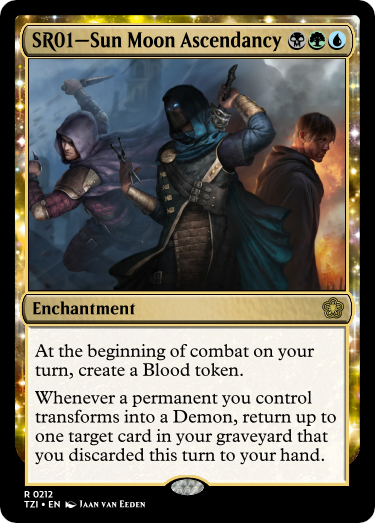 SR01—Sun Moon Ascendancy
Enchantment
At the beginning of combat on your
turn, create a Blood token.
Whenever a permanent you control
transforms into a Demon, return up to
one target card in your graveyard that
you discarded this turn to your hand.
R 0212
TZI • EN Jaan van Eeden